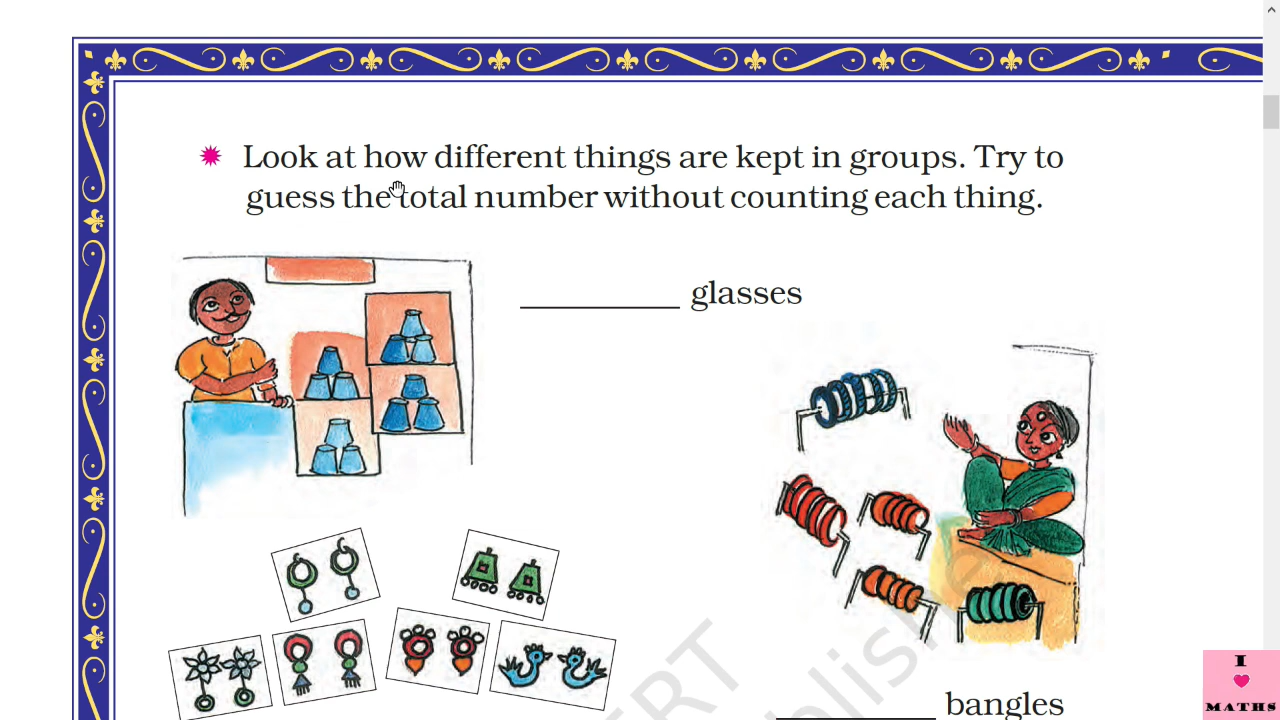 Look at how different things are kept in groups. Try to
guess the total number without counting each thing.
glasses
bangles
I
MATHS